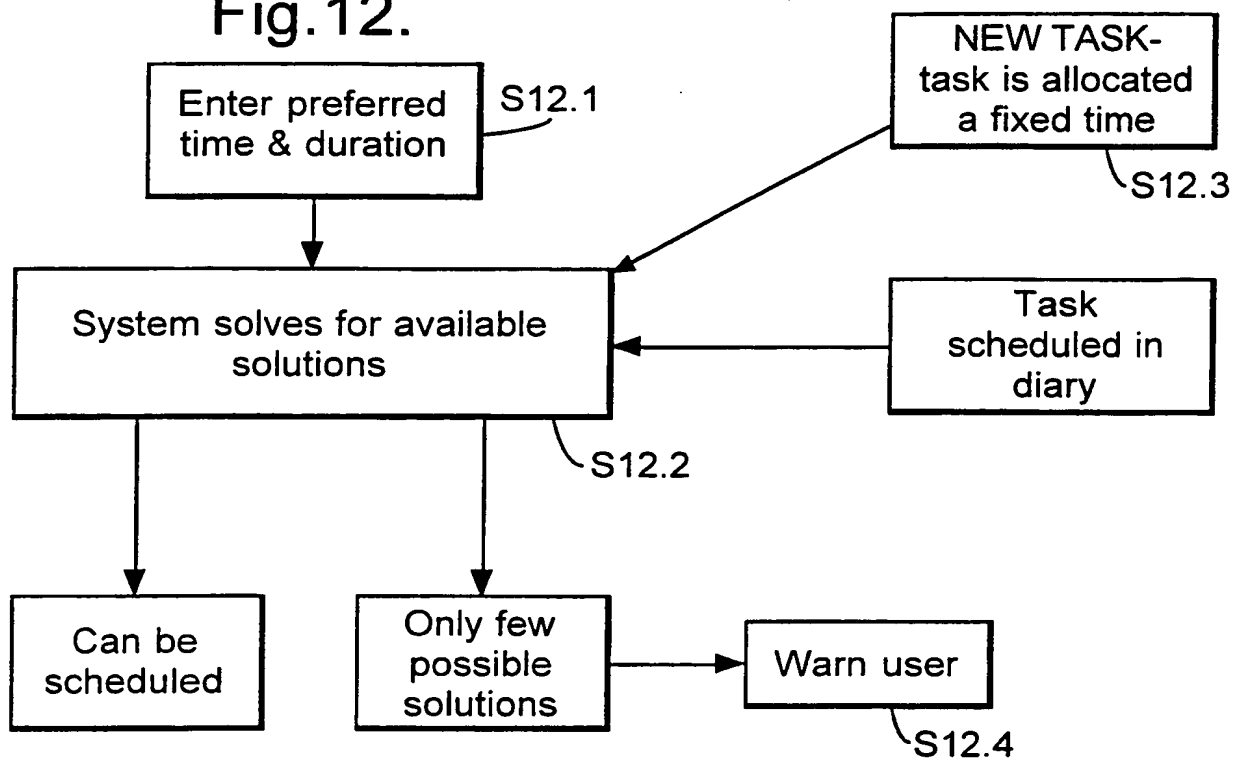 Fig.12.
Enter preferred
time & duration
S12.1
NEW TASK-
task is allocated
a fixed time
S12.3
System solves for available
solutions
S12.2
Task
scheduled in
diary
Can be
scheduled
Only few
possible
solutions
Warn user
S12.4